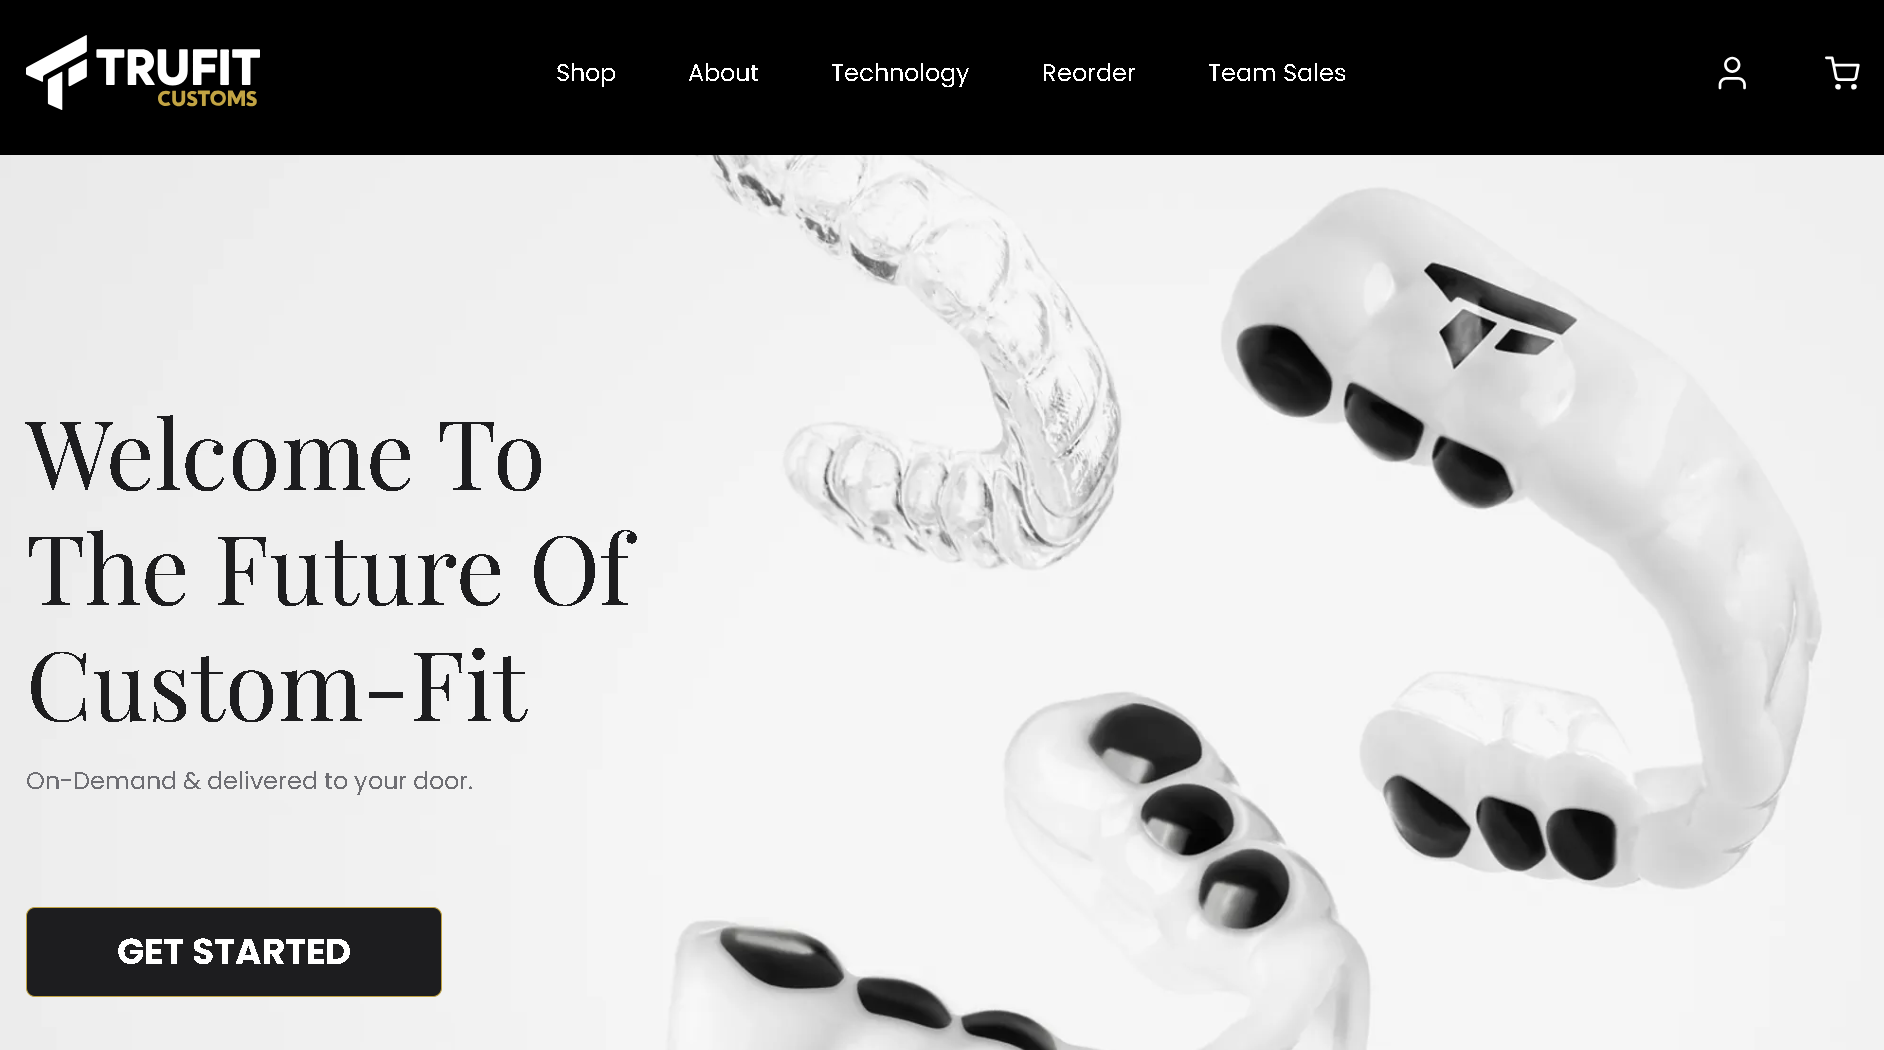 TRUFIT
CUSTOMS
Shop
About
Technology
Reorder
Team Sales
Welcome To
The Future Of
Custom-Fit
On-Demand & delivered to your door.
GET STARTED